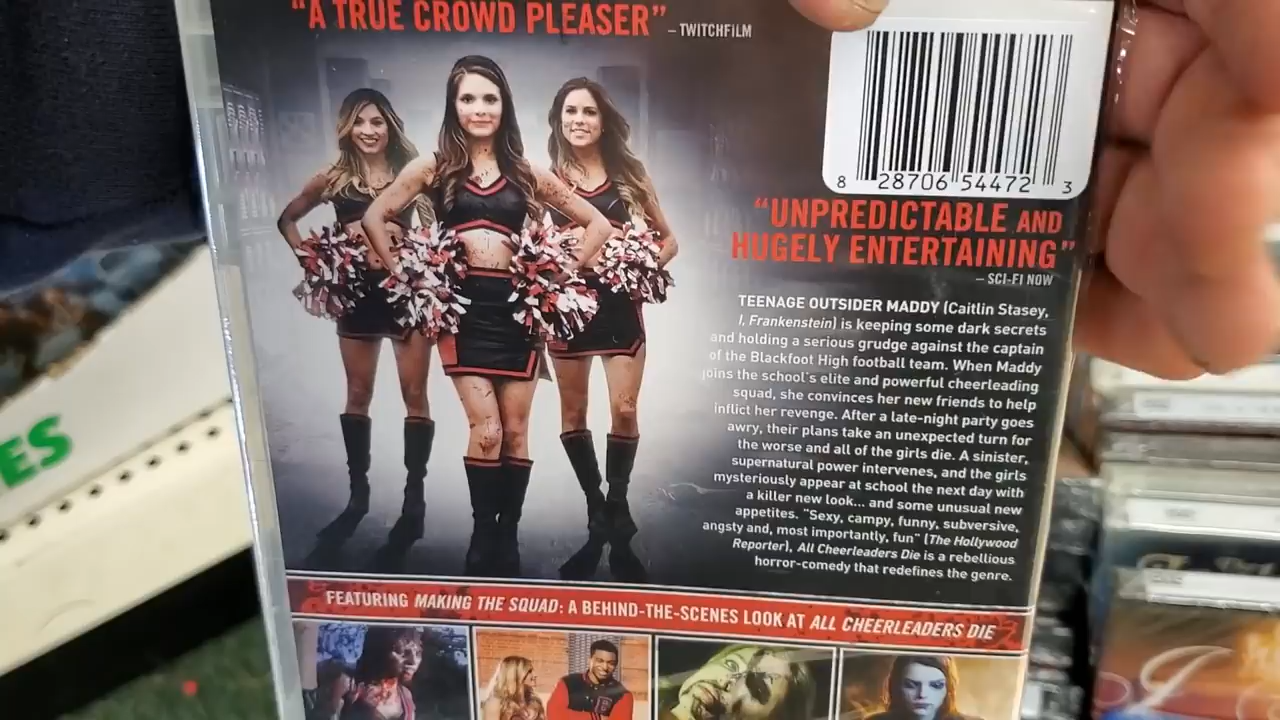 "A TRUE CROWD PLEASER" – TWITCHFILM
8 28706 54472 3
"UNPREDICTABLE AND
HUGELY ENTERTAINING"
– SCI-FI NOW
TEENAGE OUTSIDER MADDY (Caitlin Stasey,
I, Frankenstein) is keeping some dark secrets
and holding a serious grudge against the captain
of the Blackfoot High football team. When Maddy
joins the school's elite and powerful cheerleading
squad, she convinces her new friends to help
inflict her revenge. After a late-night party goes
awry, their plans take an unexpected turn for
the worse and all of the girls die. A sinister,
supernatural power intervenes, and the girls
mysteriously appear at school the next day with
a killer new look... and some unusual new
appetites. "Sexy, campy, funny, subversive,
angsty and, most importantly, fun" (The Hollywood
Reporter), All Cheerleaders Die is a rebellious
horror-comedy that redefines the genre.
FEATURING MAKING THE SQUAD: A BEHIND-THE-SCENES LOOK AT ALL CHEERLEADERS DIE
ES